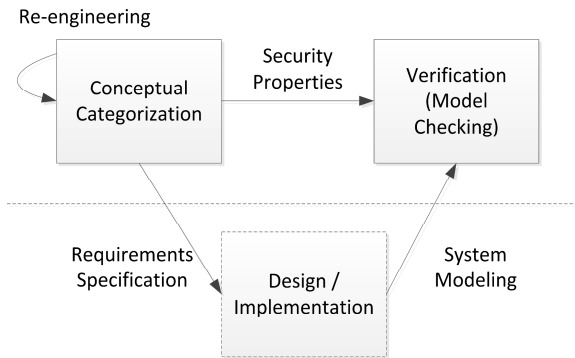 Re-engineering
Conceptual
Categorization
Security
Properties
Verification
(Model
Checking)
Requirements
Specification
Design /
Implementation
System
Modeling